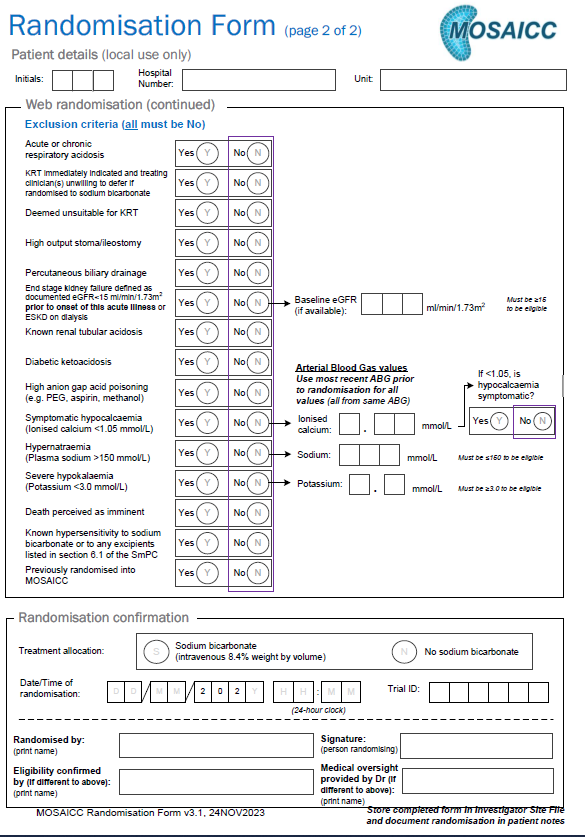 Randomisation Form (page 2 of 2)
MOSAICC
Patient details (local use only)
Initials:
Hospital
Number:
Unit:
Web randomisation (continued)
Exclusion criteria (all must be No)
Acute or chronic
respiratory acidosis
Yes Y No N
KRT immediately indicated and treating
clinician(s) unwilling to defer if
randomised to sodium bicarbonate
Yes Y No N
Deemed unsuitable for KRT
Yes Y No N
High output stoma/ileostomy
Yes Y No N
Percutaneous biliary drainage
Yes Y No N
End stage kidney failure defined as
documented eGFR<15 ml/min/1.73m²
prior to onset of this acute illness or
ESKD on dialysis
Yes Y No N
Baseline eGFR
(if available):
ml/min/1.73m²
Must be ≥15
to be eligible
Known renal tubular acidosis
Yes Y No N
Diabetic ketoacidosis
Yes Y No N
Arterial Blood Gas values
Use most recent ABG prior
to randomisation for all
values (all from same ABG)
High anion gap acid poisoning
(e.g. PEG, aspirin, methanol)
Yes Y No N
If <1.05, is
hypocalcaemia
symptomatic?
Yes Y No N
Symptomatic hypocalcaemia
(Ionised calcium <1.05 mmol/L)
Yes Y No N
Ionised
calcium:
. mmol/L
Hypernatraemia
(Plasma sodium >150 mmol/L)
Yes Y No N
Sodium:
mmol/L
Must be ≤150 to be eligible
Severe hypokalaemia
(Potassium <3.0 mmol/L)
Yes Y No N
Potassium:
. mmol/L
Must be ≥3.0 to be eligible
Death perceived as imminent
Yes Y No N
Known hypersensitivity to sodium
bicarbonate or to any excipients
listed in section 6.1 of the SmPC
Yes Y No N
Previously randomised into
MOSAICC
Yes Y No N
Randomisation confirmation
Treatment allocation:
S Sodium bicarbonate
(intravenous 8.4% weight by volume)
N No sodium bicarbonate
Date/Time of
randomisation:
D D / M M / 2 0 2 Y H H : M M
(24-hour clock)
Trial ID:
Randomised by:
(print name)
Signature:
(person randomising)
Eligibility confirmed
by (if different to above):
(print name)
Medical oversight
provided by Dr (if
different to above):
(print name)
MOSAICC Randomisation Form v3.1, 24NOV2023
Store completed form in Investigator Site File
and document randomisation in patient notes